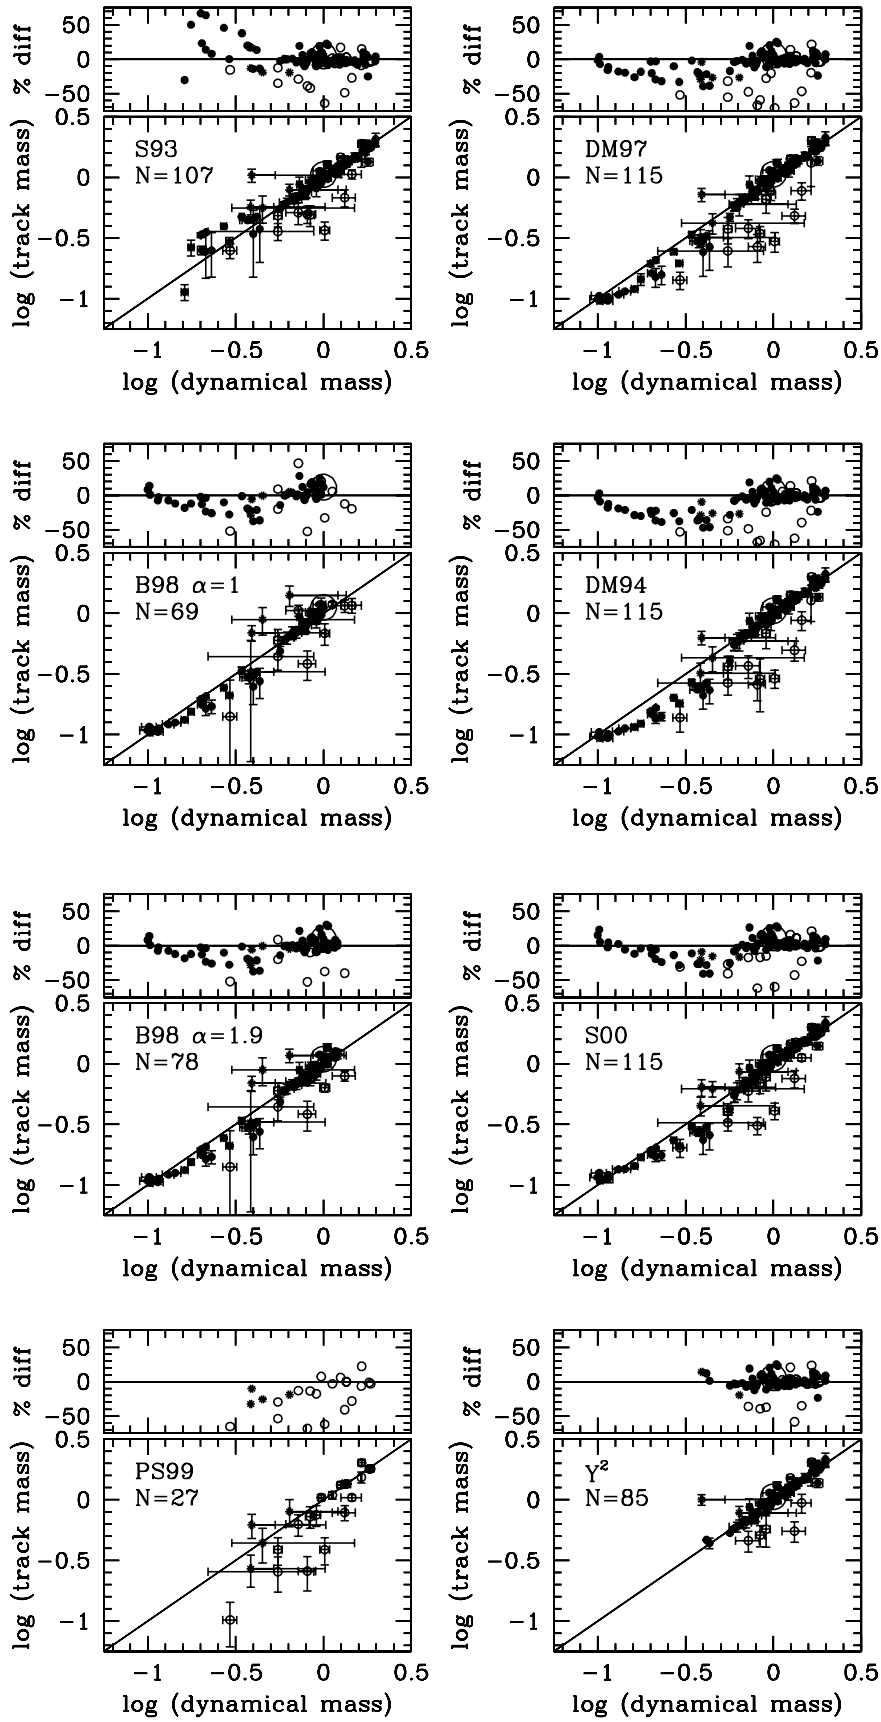 50
0
−50
% diff
50
0
−50
% diff
0.5
0
−0.5
−1
log (track mass)
S93
N=107
−1 −0.5 0 0.5
log (dynamical mass)
0.5
0
−0.5
−1
log (track mass)
DM97
N=115
−1 −0.5 0 0.5
log (dynamical mass)
50
0
−50
% diff
50
0
−50
% diff
0.5
0
−0.5
−1
log (track mass)
B98 α=1
N=69
−1 −0.5 0 0.5
log (dynamical mass)
0.5
0
−0.5
−1
log (track mass)
DM94
N=115
−1 −0.5 0 0.5
log (dynamical mass)
50
0
−50
% diff
50
0
−50
% diff
0.5
0
−0.5
−1
log (track mass)
B98 α=1.9
N=78
−1 −0.5 0 0.5
log (dynamical mass)
0.5
0
−0.5
−1
log (track mass)
S00
N=115
−1 −0.5 0 0.5
log (dynamical mass)
50
0
−50
% diff
50
0
−50
% diff
0.5
0
−0.5
−1
log (track mass)
PS99
N=27
−1 −0.5 0 0.5
log (dynamical mass)
0.5
0
−0.5
−1
log (track mass)
Y²
N=85
−1 −0.5 0 0.5
log (dynamical mass)